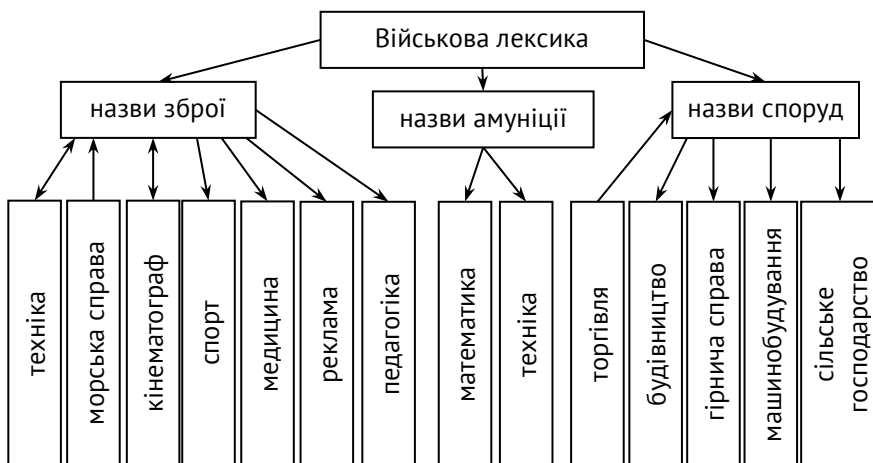 Військова лексика
назви зброї
назви амуніції
назви споруд
техніка
морська справа
кінематограф
спорт
медицина
реклама
педагогіка
математика
техніка
торгівля
будівництво
гірнича справа
машинобудування
сільське
господарство